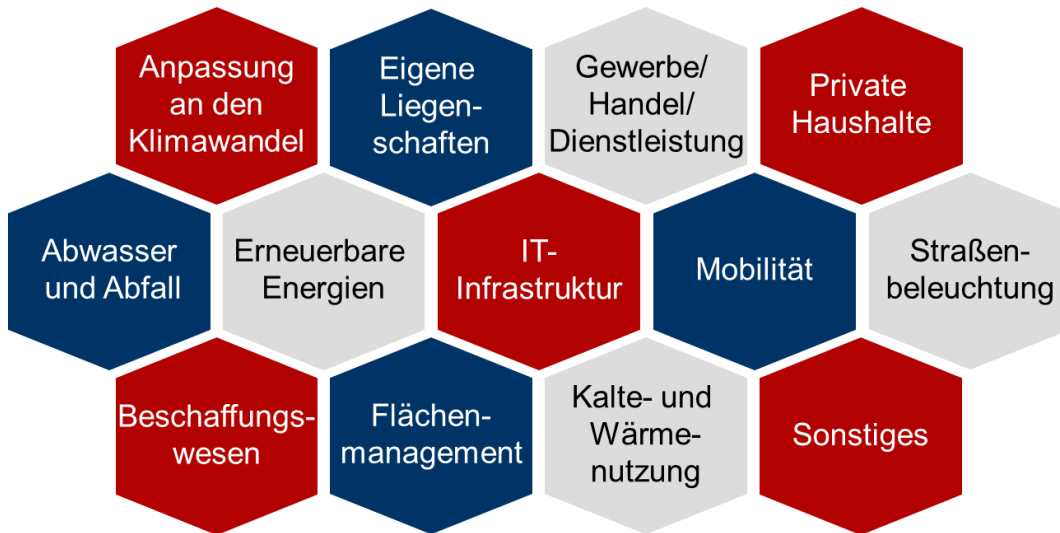 Anpassung
an den
Klimawandel
Eigene
Liegen-
schaften
Gewerbe/
Handel/
Dienstleistung
Private
Haushalte
Abwasser
und Abfall
Erneuerbare
Energien
IT-
Infrastruktur
Mobilität
Straßen-
beleuchtung
Beschaffungs-
wesen
Flächen-
management
Kalte- und
Wärme-
nutzung
Sonstiges